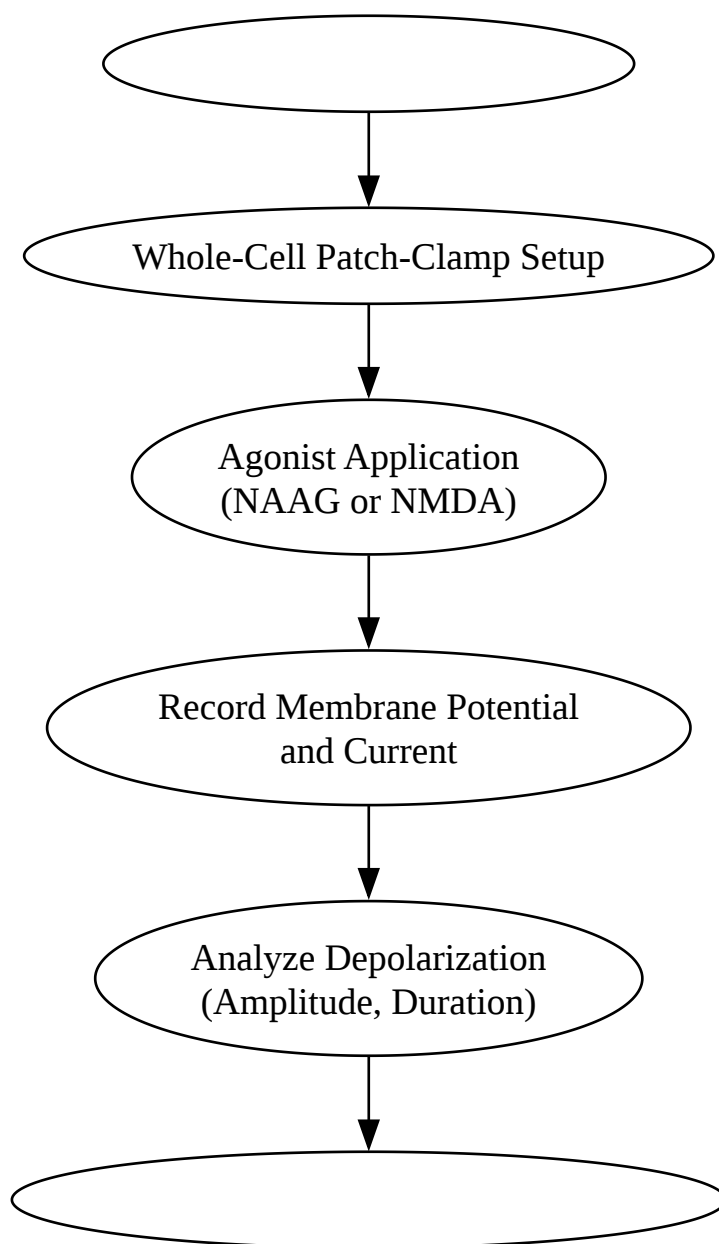 Whole-Cell Patch-Clamp Setup
Agonist Application
(NAAG or NMDA)
Record Membrane Potential
and Current
Analyze Depolarization
(Amplitude, Duration)